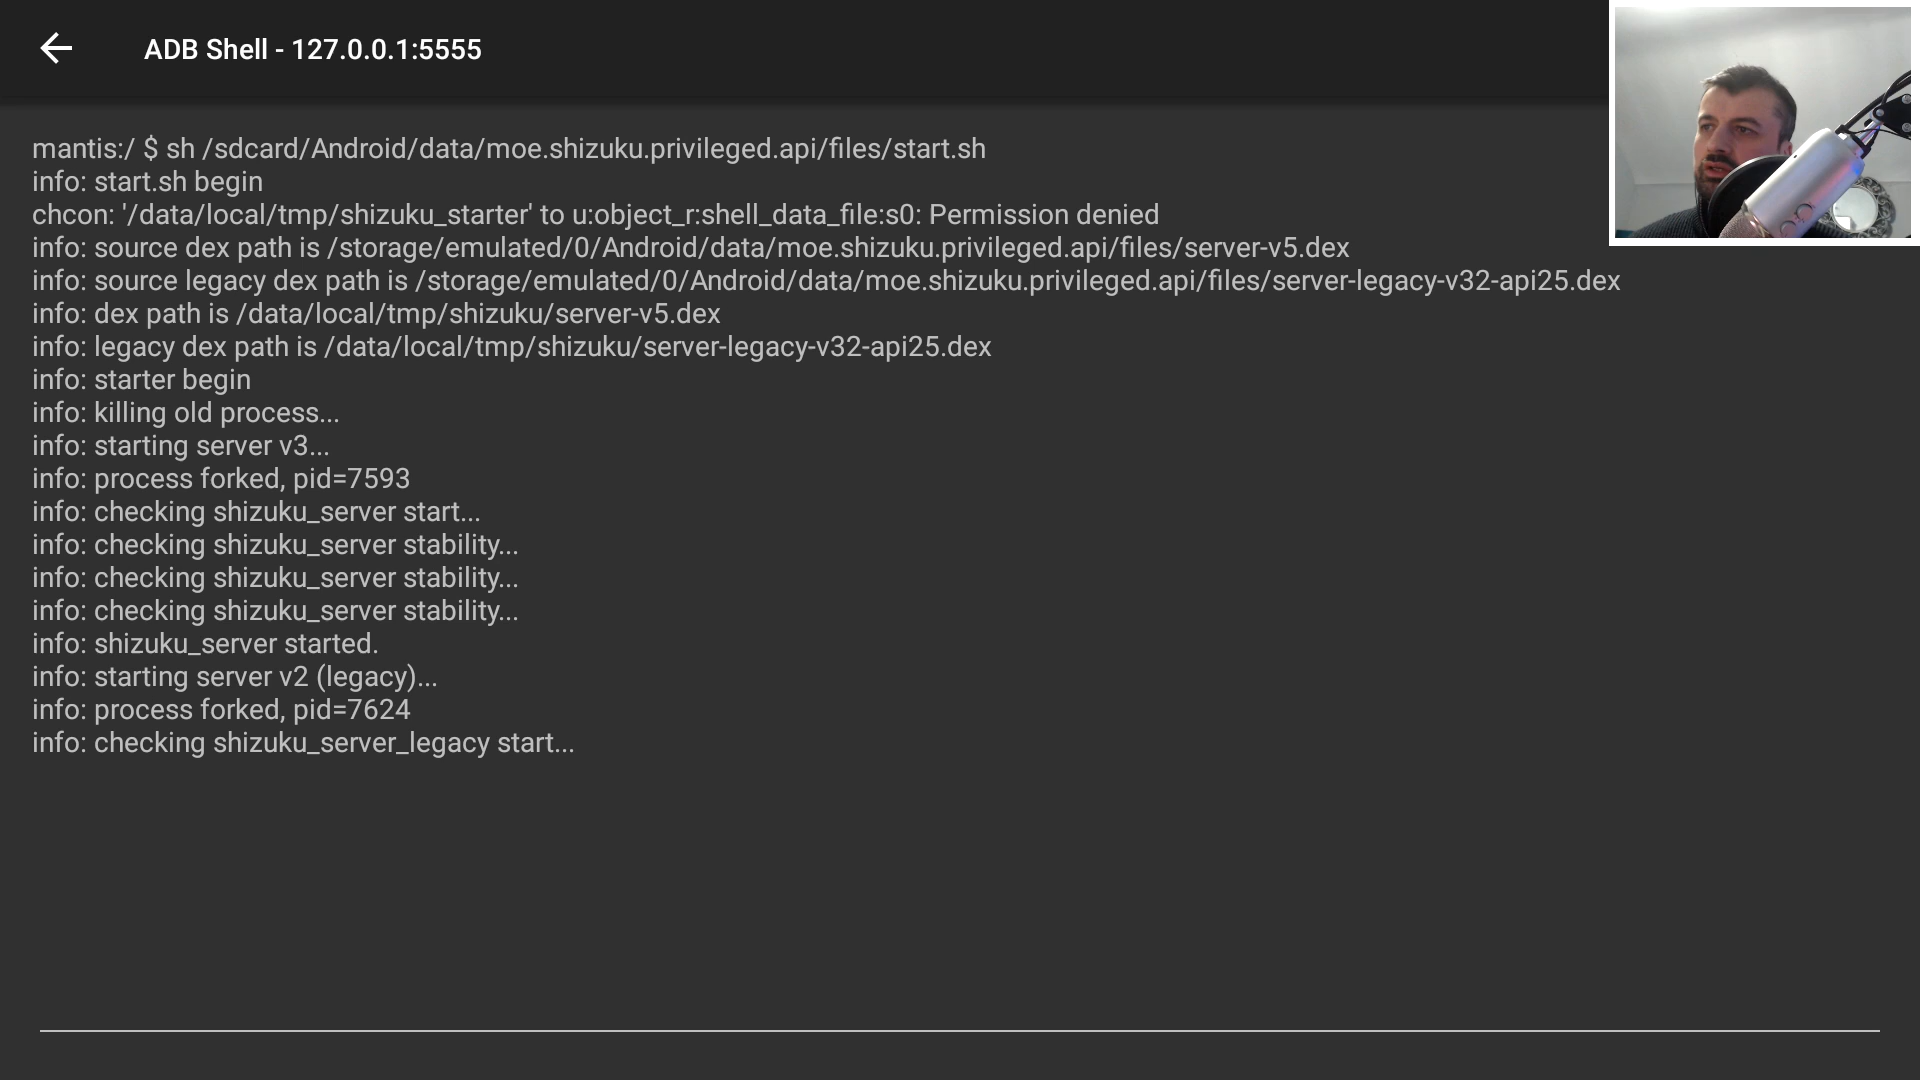 ADB Shell - 127.0.0.1:5555
mantis:/ $ sh /sdcard/Android/data/moe.shizuku.privileged.api/files/start.sh
info: start.sh begin
chcon: '/data/local/tmp/shizuku_starter' to u:object_r:shell_data_file:s0: Permission denied
info: source dex path is /storage/emulated/0/Android/data/moe.shizuku.privileged.api/files/server-v5.dex
info: source legacy dex path is /storage/emulated/0/Android/data/moe.shizuku.privileged.api/files/server-legacy-v32-api25.dex
info: dex path is /data/local/tmp/shizuku/server-v5.dex
info: legacy dex path is /data/local/tmp/shizuku/server-legacy-v32-api25.dex
info: starter begin
info: killing old process...
info: starting server v3...
info: process forked, pid=7593
info: checking shizuku_server start...
info: checking shizuku_server stability...
info: checking shizuku_server stability...
info: checking shizuku_server stability...
info: shizuku_server started.
info: starting server v2 (legacy)...
info: process forked, pid=7624
info: checking shizuku_server_legacy start...